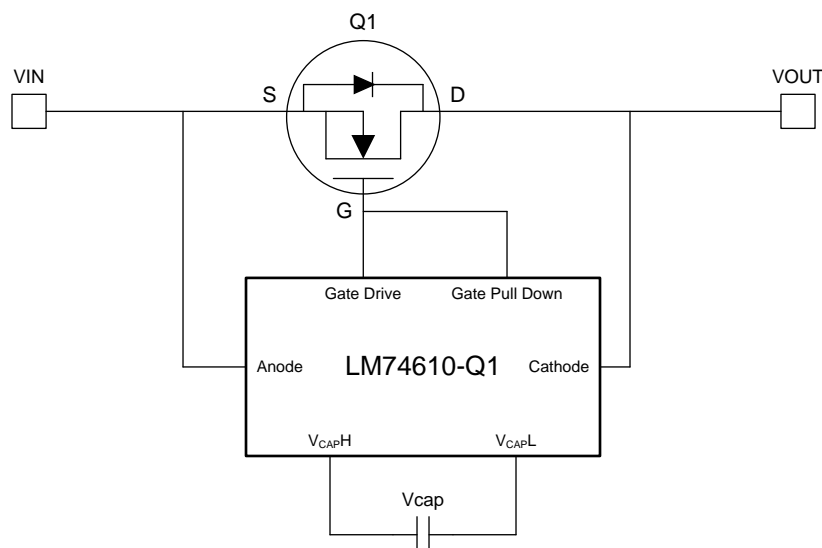 Q1
VIN
VOUT
S
D
G
Gate Drive
Gate Pull Down
Anode
LM74610-Q1
Cathode
VCAPH
VCAPL
Vcap